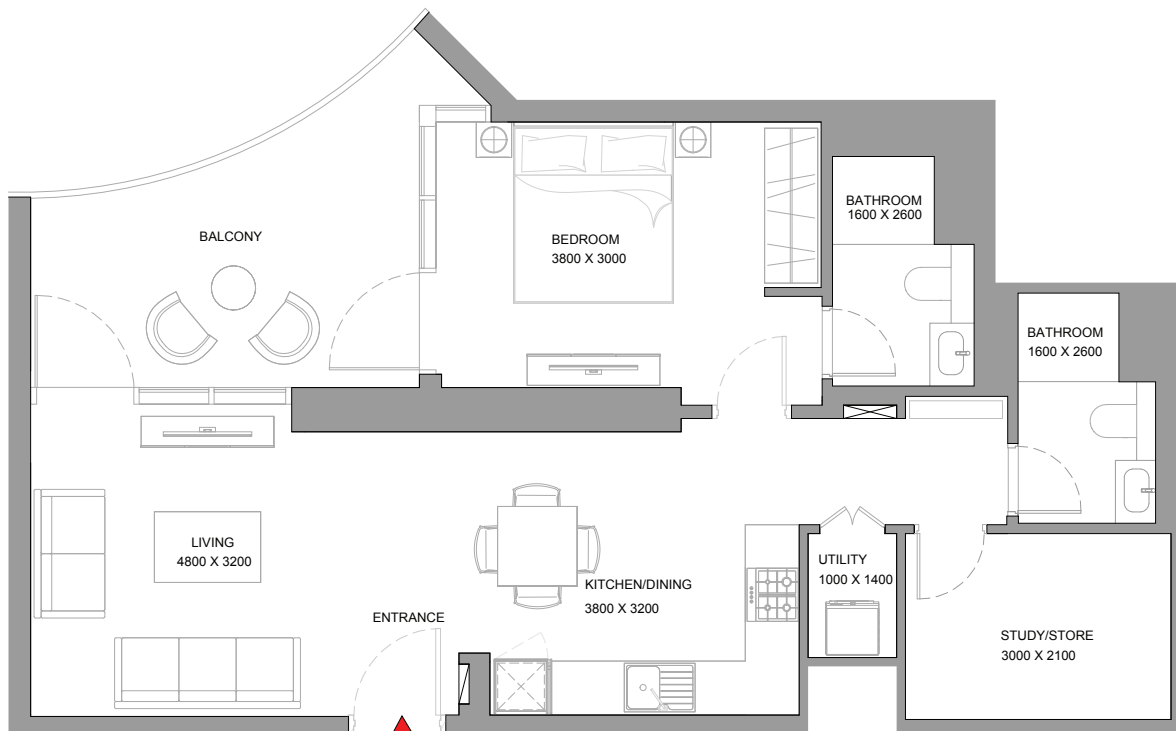 BALCONY
BEDROOM
3800 X 3000
BATHROOM
1600 X 2600
BATHROOM
1600 X 2600
LIVING
4800 X 3200
KITCHEN/DINING
3800 X 3200
UTILITY
1000 X 1400
ENTRANCE
STUDY/STORE
3000 X 2100